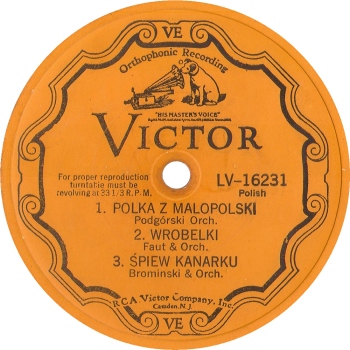 VE
Orthophonic Recording
"HIS MASTER'S VOICE"
VICTOR
For proper reproduction
turntable must be
revolving at 33 1/3 R.P.M.
LV-16231
Polish
1. POLKA Z MALOPOLSKI
Podgórski Orch.
2. WROBELKI
Faut & Orch.
3. ŚPIEW KANARKU
Brominski & Orch.
RCA Victor Company, Inc.
Camden, N.J.
VE